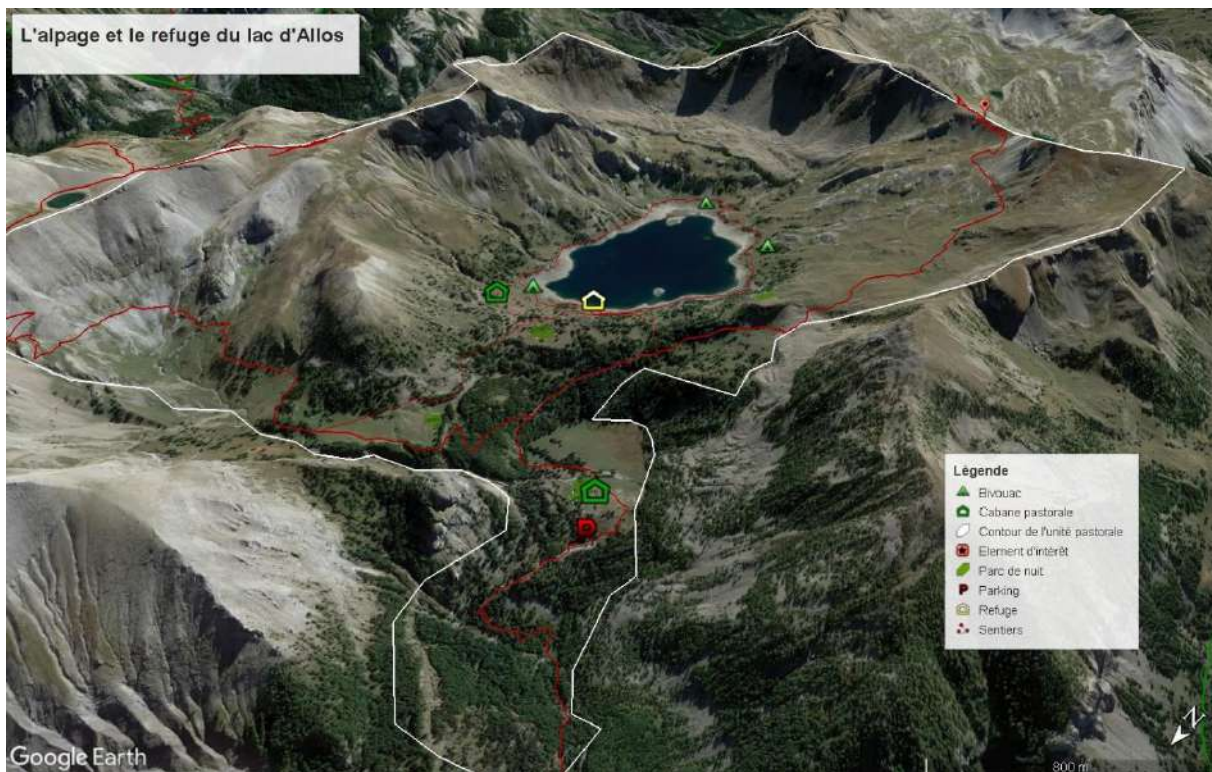 L'alpage et le refuge du lac d'Allos
Légende
Bivouac
Cabane pastorale
Contour de l'unité pastorale
Element d'intérêt
Parc de nuit
P Parking
Refuge
Sentiers
N
Google Earth
800 m